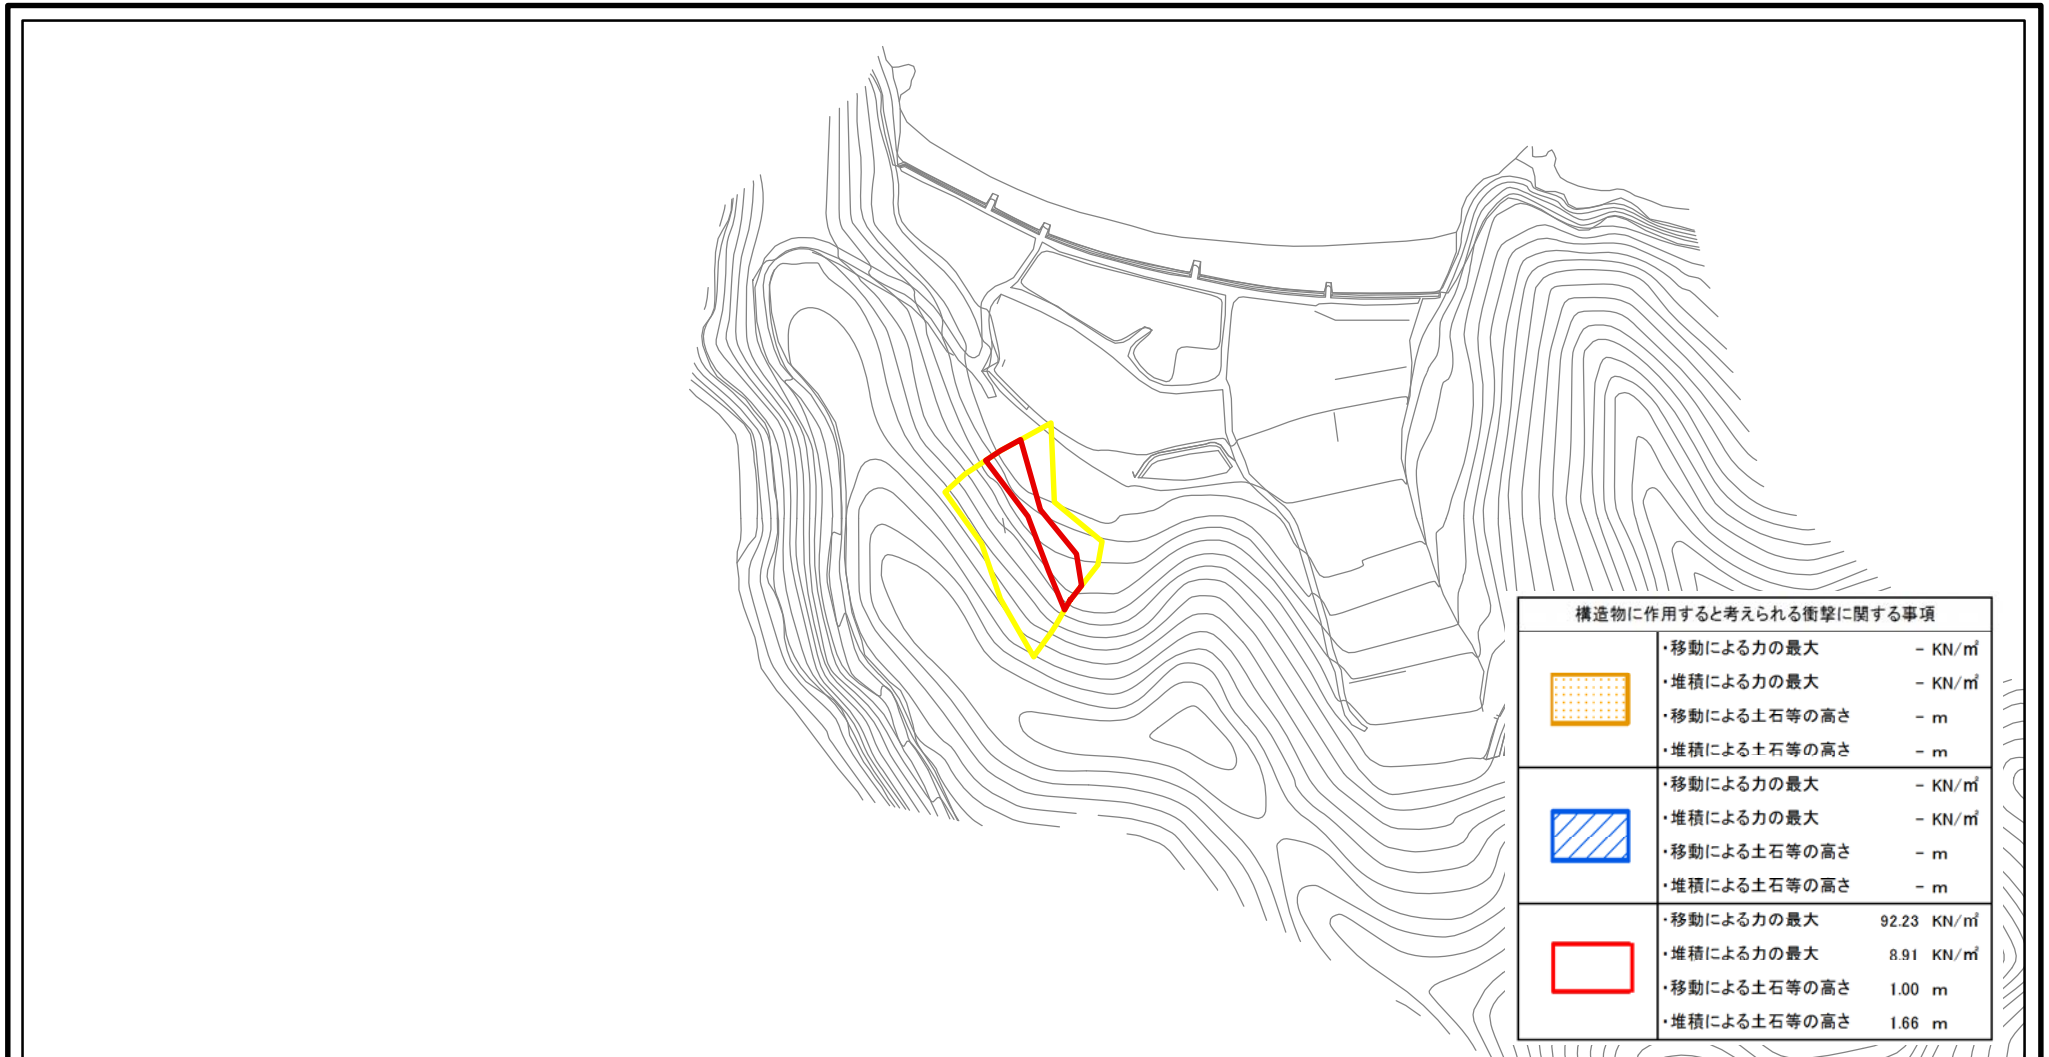 構造物に作用すると考えられる衝撃に関する事項
・移動による力の最大 - KN/㎡
・堆積による力の最大 - KN/㎡
・移動による土石等の高さ - m
・堆積による土石等の高さ - m
・移動による力の最大 - KN/㎡
・堆積による力の最大 - KN/㎡
・移動による土石等の高さ - m
・堆積による土石等の高さ - m
・移動による力の最大 92.23 KN/㎡
・堆積による力の最大 8.91 KN/㎡
・移動による土石等の高さ 1.00 m
・堆積による土石等の高さ 1.66 m